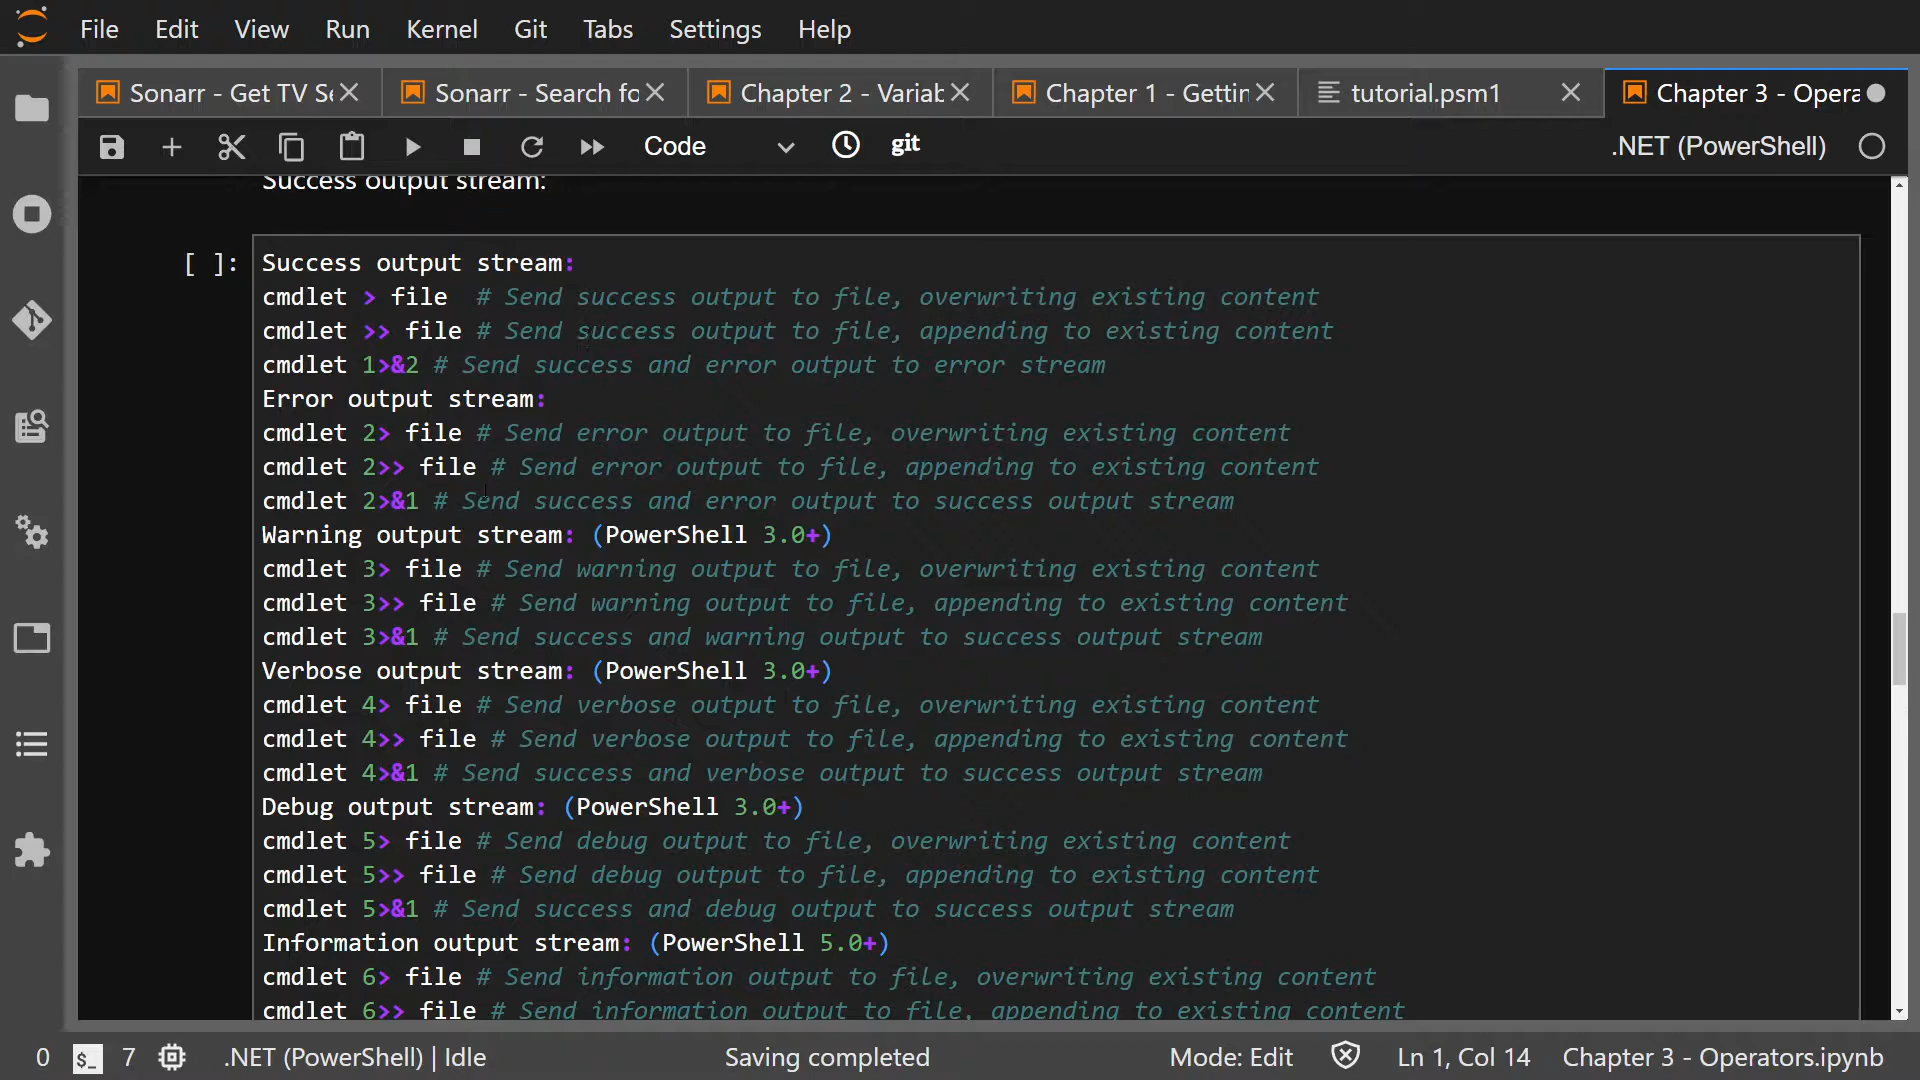 File Edit View Run Kernel Git Tabs Settings Help
Sonarr - Get TV Se
Sonarr - Search fo
Chapter 2 - Variab
Chapter 1 - Gettin
tutorial.psm1
Chapter 3 - Opera
Code
git
.NET (PowerShell)
Success output stream:
[ ]:
Success output stream:
cmdlet > file  # Send success output to file, overwriting existing content
cmdlet >> file # Send success output to file, appending to existing content
cmdlet 1>&2 # Send success and error output to error stream
Error output stream:
cmdlet 2> file # Send error output to file, overwriting existing content
cmdlet 2>> file # Send error output to file, appending to existing content
cmdlet 2>&1 # Send success and error output to success output stream
Warning output stream: (PowerShell 3.0+)
cmdlet 3> file # Send warning output to file, overwriting existing content
cmdlet 3>> file # Send warning output to file, appending to existing content
cmdlet 3>&1 # Send success and warning output to success output stream
Verbose output stream: (PowerShell 3.0+)
cmdlet 4> file # Send verbose output to file, overwriting existing content
cmdlet 4>> file # Send verbose output to file, appending to existing content
cmdlet 4>&1 # Send success and verbose output to success output stream
Debug output stream: (PowerShell 3.0+)
cmdlet 5> file # Send debug output to file, overwriting existing content
cmdlet 5>> file # Send debug output to file, appending to existing content
cmdlet 5>&1 # Send success and debug output to success output stream
Information output stream: (PowerShell 5.0+)
cmdlet 6> file # Send information output to file, overwriting existing content
cmdlet 6>> file # Send information output to file, appending to existing content
0 $_ 7 .NET (PowerShell) | Idle Saving completed Mode: Edit Ln 1, Col 14 Chapter 3 - Operators.ipynb